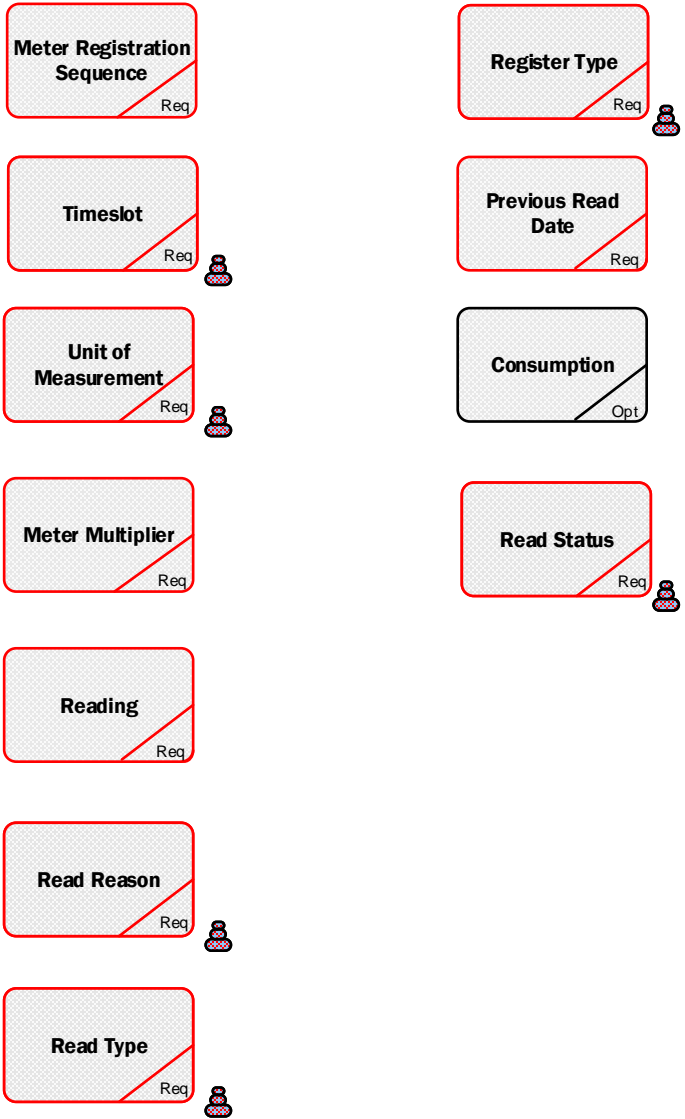 Meter Registration
Sequence
Req
Register Type
Req
Timeslot
Req
Previous Read
Date
Req
Unit of
Measurement
Req
Consumption
Opt
Meter Multiplier
Req
Read Status
Req
Reading
Req
Read Reason
Req
Read Type
Req